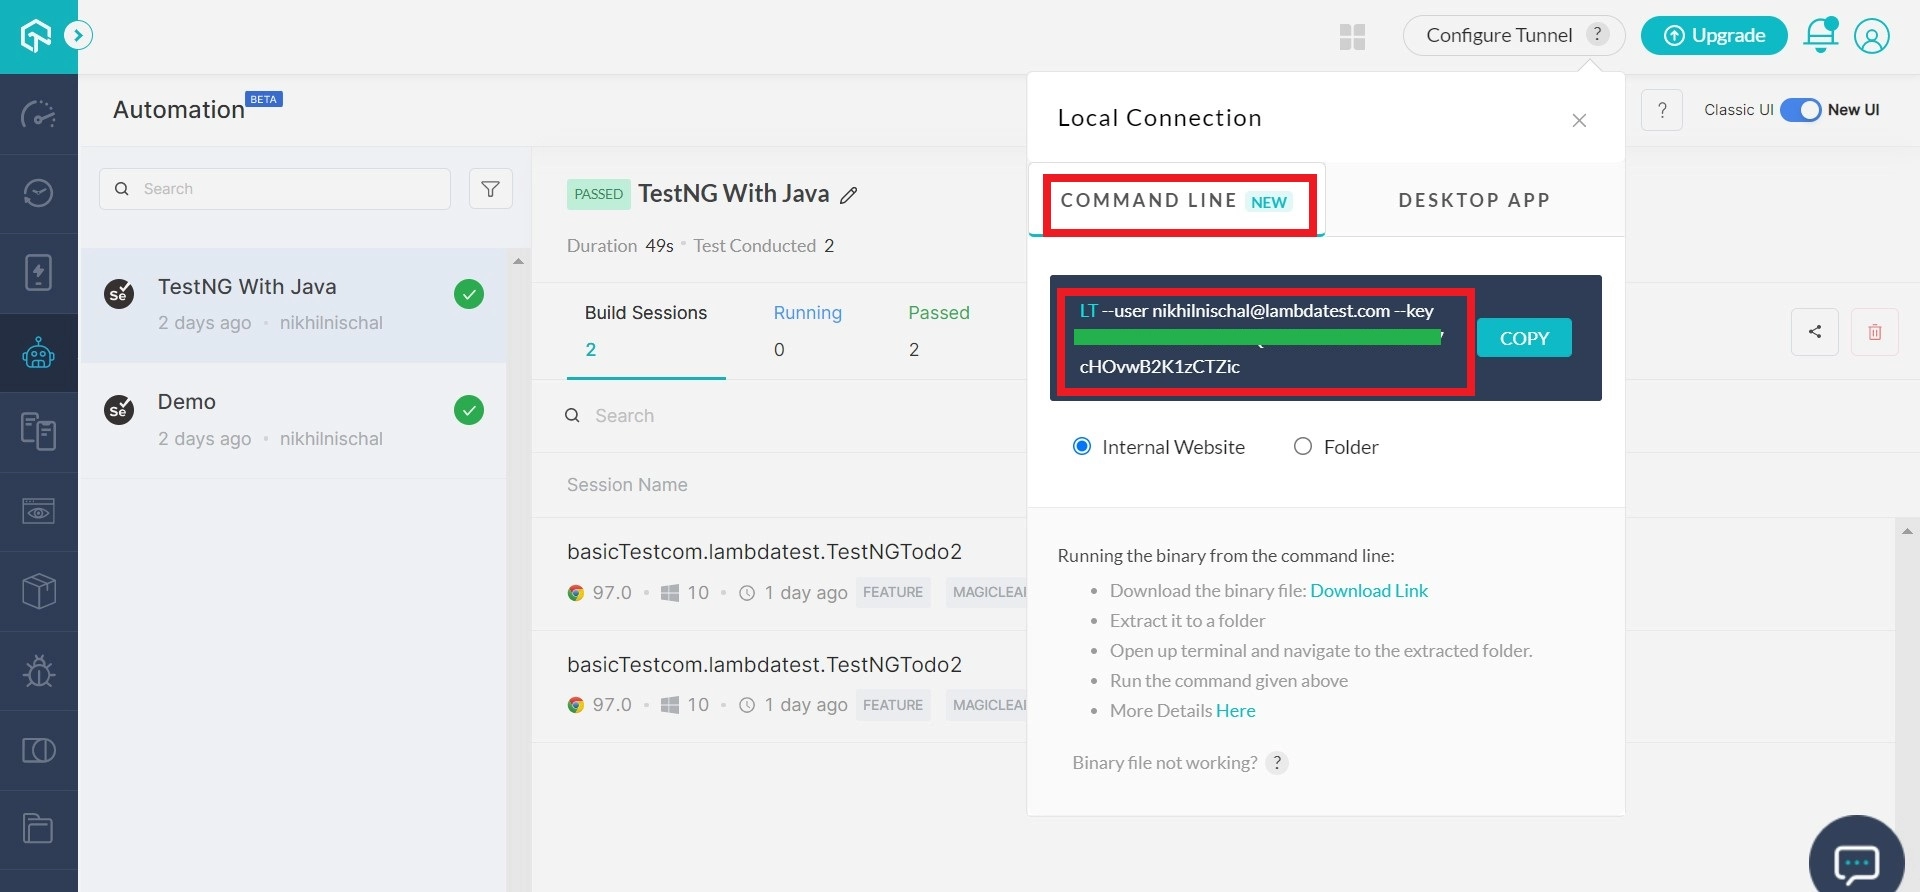 Configure Tunnel ?
Upgrade
Automation BETA
Local Connection
?
Classic UI New UI
Search
PASSED TestNG With Java
COMMAND LINE NEW
DESKTOP APP
Duration 49s • Test Conducted 2
TestNG With Java
2 days ago • nikhilnischal
Demo
2 days ago • nikhilnischal
Build Sessions
2
Running
0
Passed
2
LT --user nikhilnischal@lambdatest.com --key
cHOvwB2K1zCTZic
COPY
Search
Internal Website
Folder
Session Name
basicTestcom.lambdatest.TestNGTodo2
97.0 • 10 • 1 day ago FEATURE MAGICLEA
basicTestcom.lambdatest.TestNGTodo2
97.0 • 10 • 1 day ago FEATURE MAGICLEA
Running the binary from the command line:
• Download the binary file: Download Link
• Extract it to a folder
• Open up terminal and navigate to the extracted folder.
• Run the command given above
• More Details Here
Binary file not working? ?